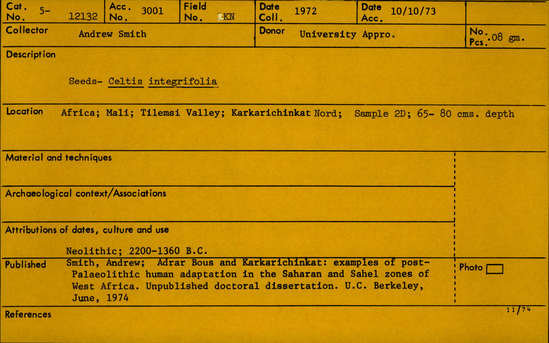 Cat. No. 5-12132 Acc. No. 3001 Field No. KN Date Coll. 1972 Date Acc. 10/10/73
Collector Andrew Smith Donor University Appro. No. Pcs. .08 gm.
Description
Seeds- Celtis integrifolia
Location Africa; Mali; Tilemsi Valley; Karkarichinkat Nord; Sample 2D; 65- 80 cms. depth
Material and techniques
Archaeological context/Associations
Attributions of dates, culture and use
Neolithic; 2200-1360 B.C.
Published Smith, Andrew; Adrar Bous and Karkarichinkat: examples of post-
Palaeolithic human adaptation in the Saharan and Sahel zones of
West Africa. Unpublished doctoral dissertation. U.C. Berkeley,
June, 1974
Photo
References 11/74